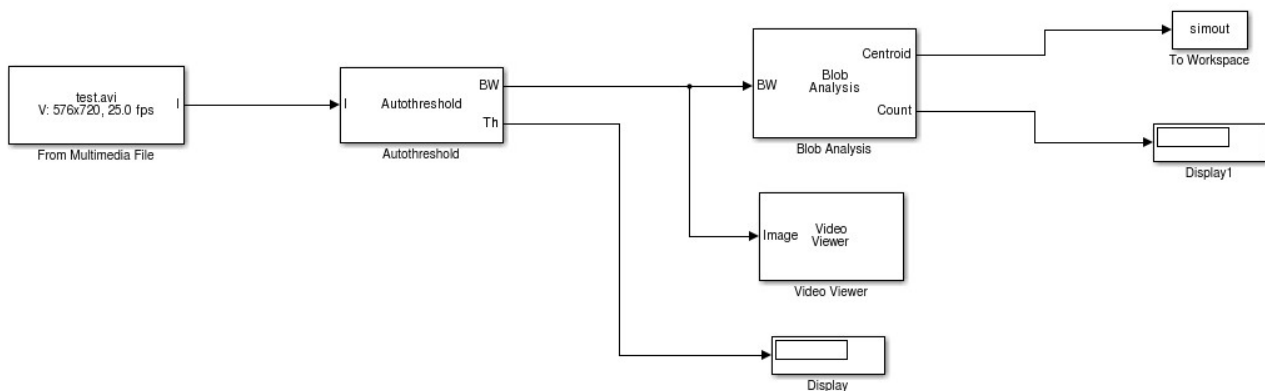 test.avi
V: 576x720, 25.0 fps
I
From Multimedia File
I
Autothreshold
BW
Th
Autothreshold
BW
Blob
Analysis
Centroid
Count
Blob Analysis
simout
To Workspace
Display1
Image
Video
Viewer
Video Viewer
Display